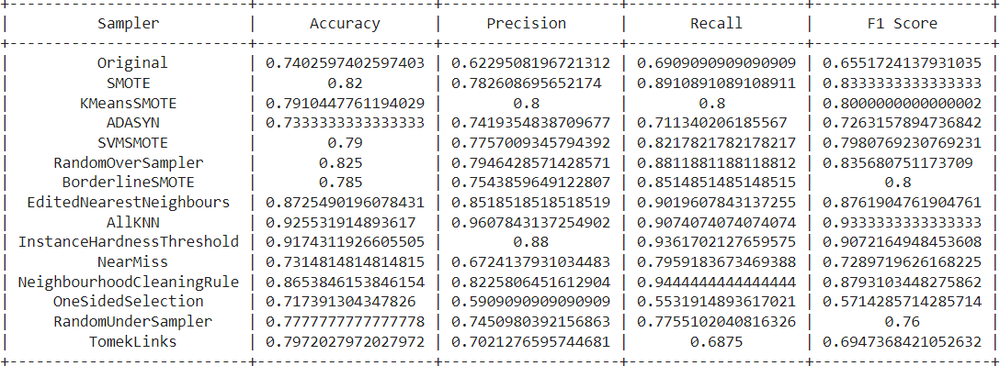 +-----------------------+--------------------+--------------------+--------------------+--------------------+
| Sampler | Accuracy | Precision | Recall | F1 Score |
+-----------------------+--------------------+--------------------+--------------------+--------------------+
| Original | 0.7402597402597403 | 0.6229508196721312 | 0.6909090909090909 | 0.6551724137931035 |
| SMOTE | 0.82 | 0.782608695652174 | 0.8910891089108911 | 0.8333333333333333 |
| KMeansSMOTE | 0.7910447761194029 | 0.8 | 0.8 | 0.8000000000000002 |
| ADASYN | 0.7333333333333333 | 0.7419354838709677 | 0.711340206185567 | 0.7263157894736842 |
| SVMSMOTE | 0.79 | 0.7757009345794392 | 0.8217821782178217 | 0.7980769230769231 |
| RandomOverSampler | 0.825 | 0.7946428571428571 | 0.8811881188118812 | 0.835680751173709 |
| BorderlineSMOTE | 0.785 | 0.7543859649122807 | 0.8514851485148515 | 0.8 |
| EditedNearestNeighbours | 0.8725490196078431 | 0.8518518518518519 | 0.9019607843137255 | 0.8761904761904761 |
| AllKNN | 0.925531914893617 | 0.9607843137254902 | 0.9074074074074074 | 0.9333333333333333 |
| InstanceHardnessThreshold | 0.9174311926605505 | 0.88 | 0.9361702127659575 | 0.9072164948453608 |
| NearMiss | 0.7314814814814815 | 0.6724137931034483 | 0.7959183673469388 | 0.7289719626168225 |
| NeighbourhoodCleaningRule | 0.8653846153846154 | 0.8225806451612904 | 0.9444444444444444 | 0.8793103448275862 |
| OneSidedSelection | 0.717391304347826 | 0.5909090909090909 | 0.5531914893617021 | 0.5714285714285714 |
| RandomUnderSampler | 0.7777777777777778 | 0.7450980392156863 | 0.7755102040816326 | 0.76 |
| TomekLinks | 0.7972027972027972 | 0.7021276595744681 | 0.6875 | 0.6947368421052632 |
+-----------------------+--------------------+--------------------+--------------------+--------------------+